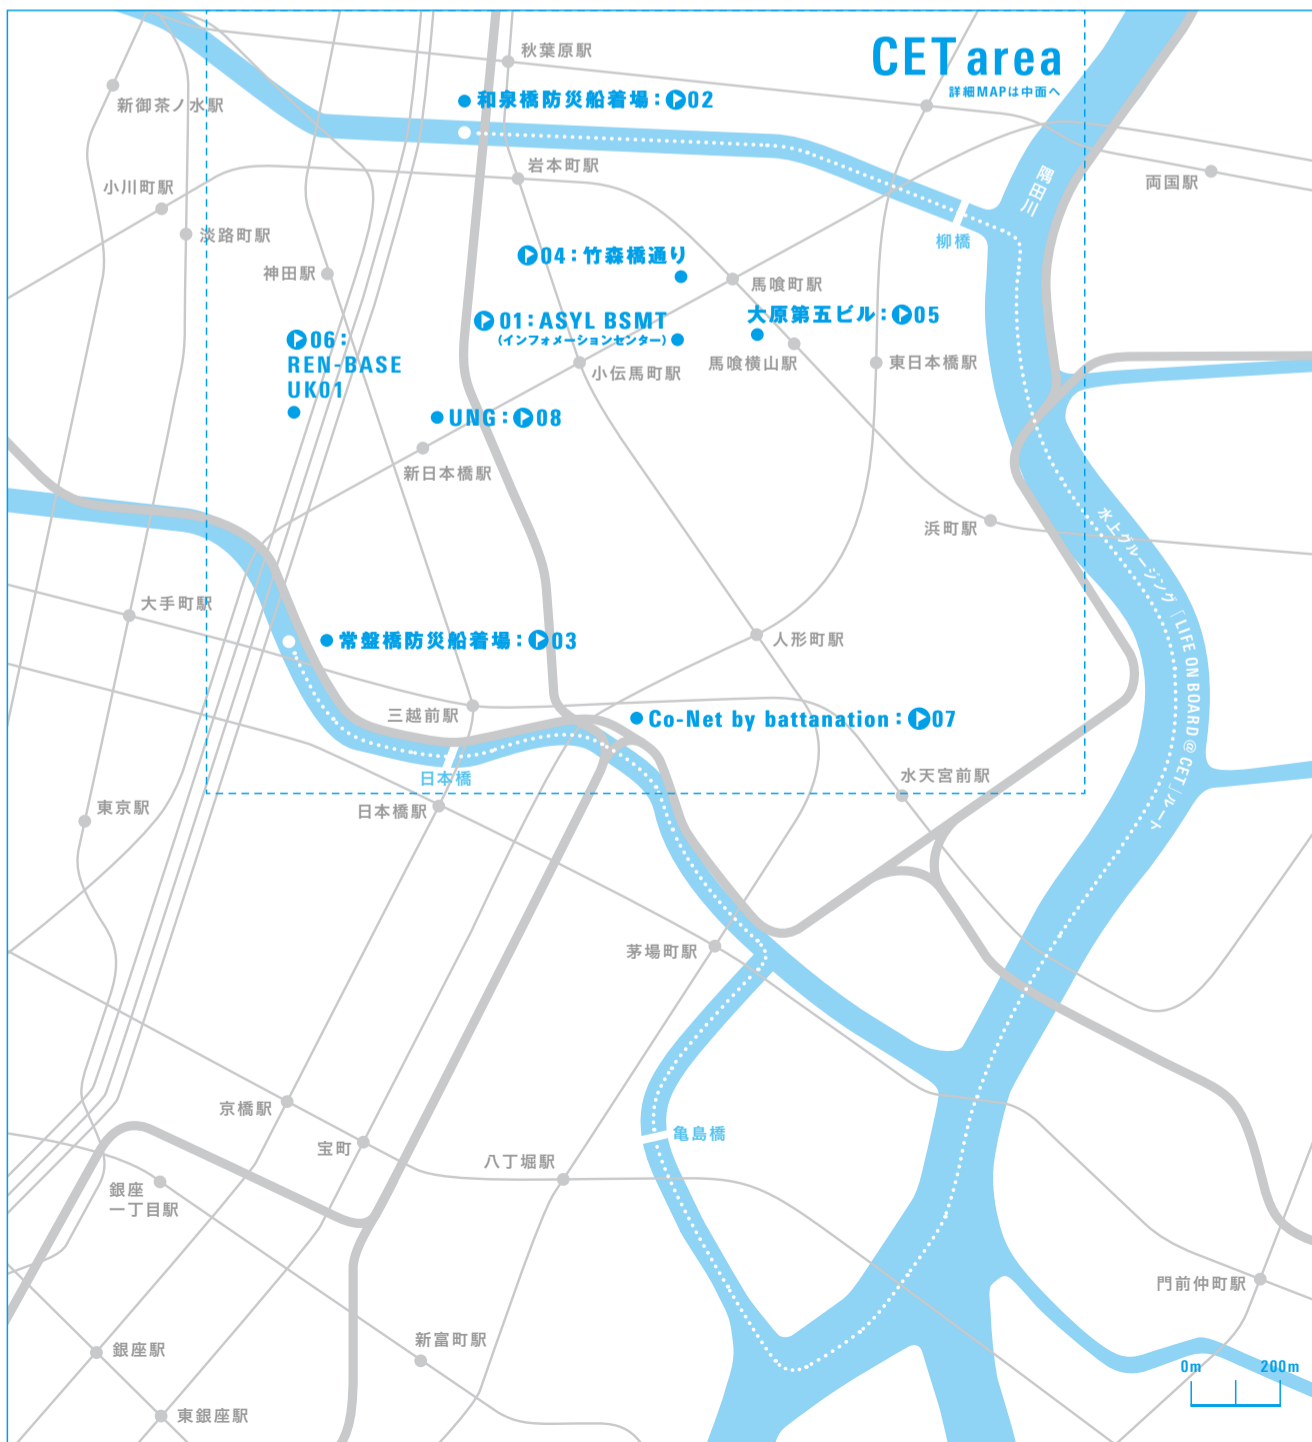 CET area
詳細MAPは中面へ
秋葉原駅
新御茶ノ水駅
和泉橋防災船着場:02
岩本町駅
小川町駅
両国駅
隅田川
淡路町駅
柳橋
神田駅
04:竹森橋通り
馬喰町駅
01:ASYL BSMT
(インフォメーションセンター)
大原第五ビル:05
06:
REN-BASE
UK01
小伝馬町駅
馬喰横山駅
東日本橋駅
UNG:08
新日本橋駅
浜町駅
水上クルージング「LIFE ON BOARD @ CET」ルート
大手町駅
常盤橋防災船着場:03
人形町駅
三越前駅
Co-Net by battanation:07
日本橋
水天宮前駅
東京駅
日本橋駅
茅場町駅
京橋駅
宝町
亀島橋
八丁堀駅
銀座
一丁目駅
門前仲町駅
新富町駅
銀座駅
0m 200m
東銀座駅